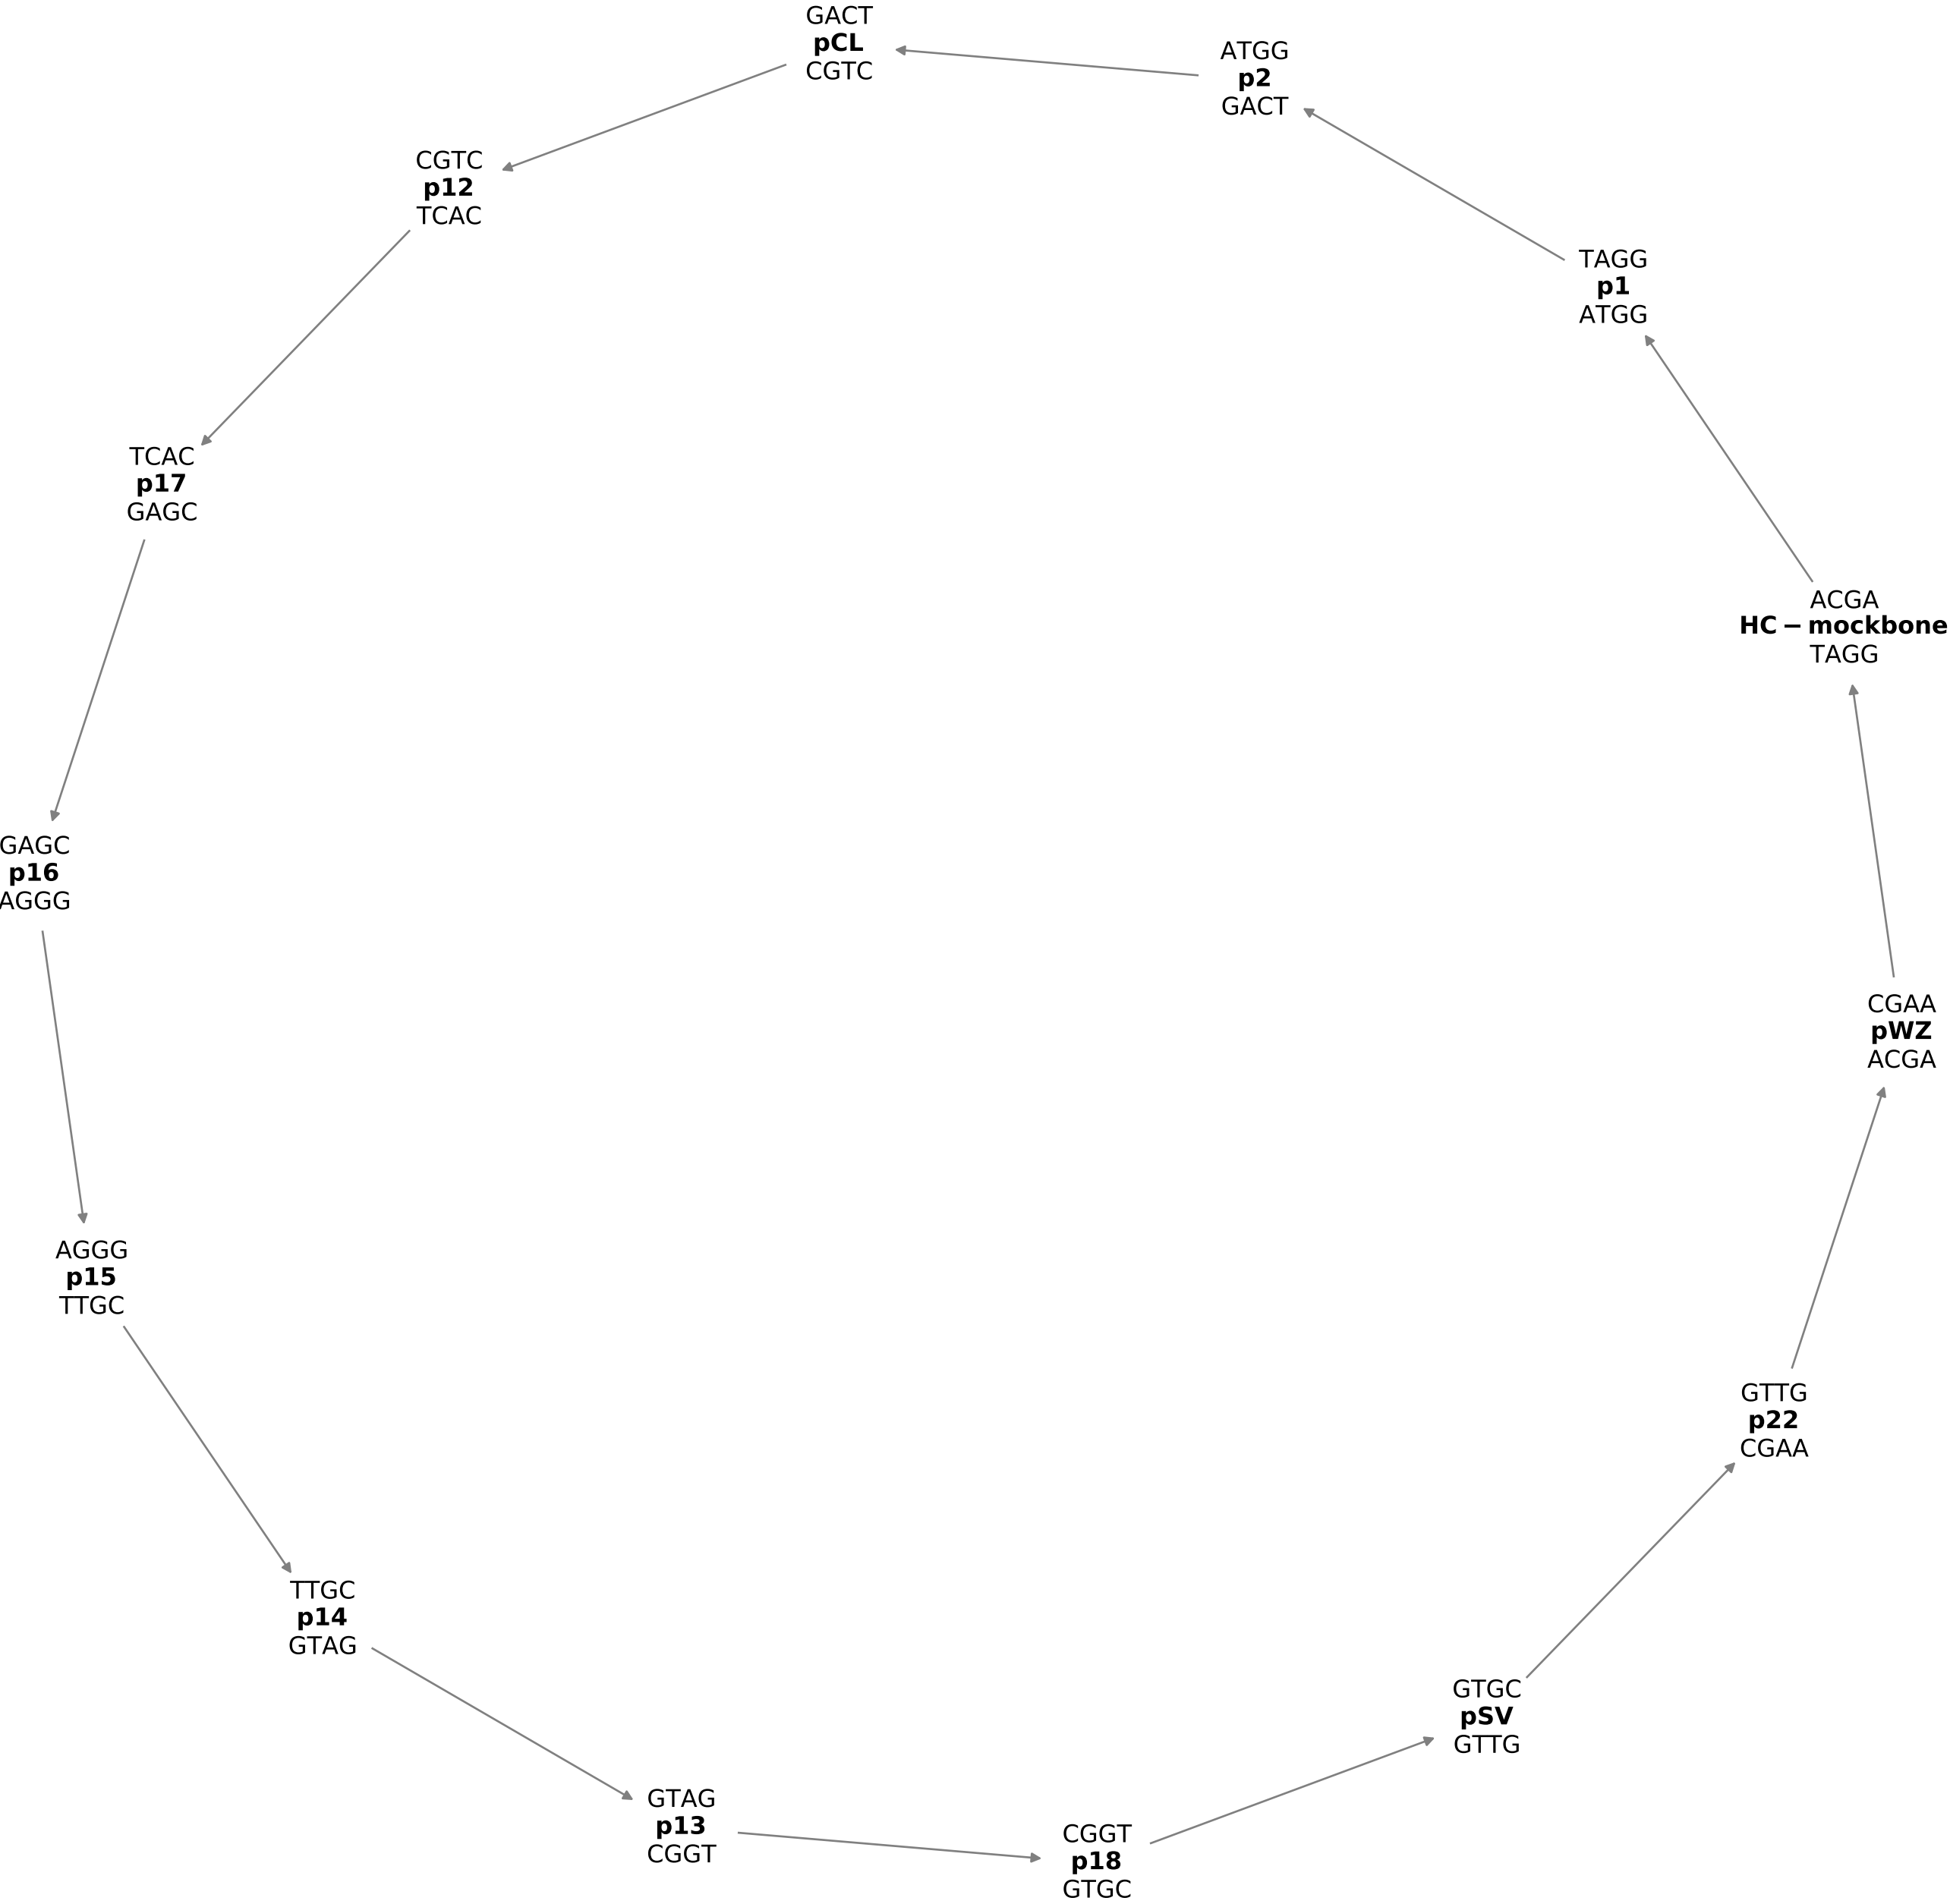 GACT
pCL
CGTC
ATGG
p2
GACT
CGTC
p12
TCAC
TAGG
p1
ATGG
TCAC
p17
GAGC
ACGA
HC − mockbone
TAGG
GAGC
p16
AGGG
CGAA
pWZ
ACGA
AGGG
p15
TTGC
GTTG
p22
CGAA
TTGC
p14
GTAG
GTGC
pSV
GTTG
GTAG
p13
CGGT
CGGT
p18
GTGC